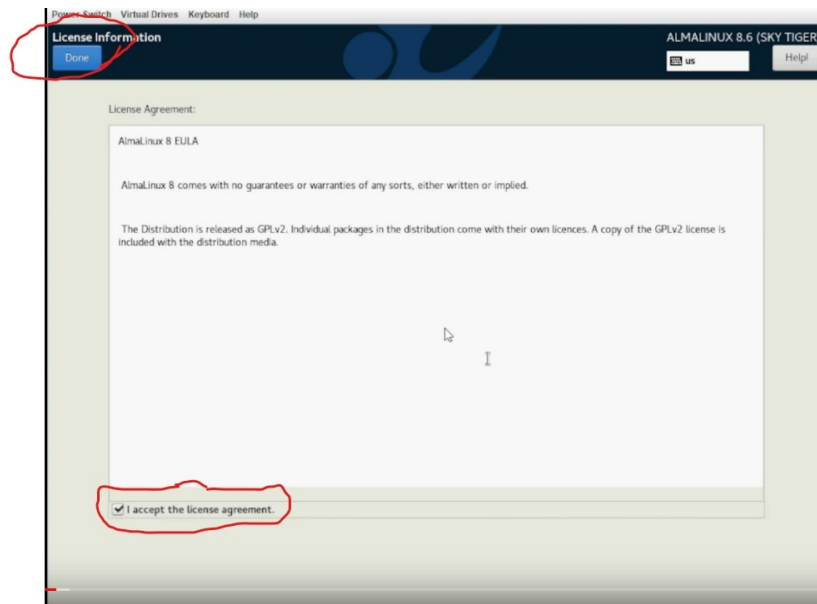 Power Switch Virtual Drives Keyboard Help
License Information
ALMALINUX 8.6 (SKY TIGER
Done
us
Help!
License Agreement:
AlmaLinux 8 EULA
AlmaLinux 8 comes with no guarantees or warranties of any sorts, either written or implied.
The Distribution is released as GPLv2. Individual packages in the distribution come with their own licences. A copy of the GPLv2 license is
included with the distribution media.
I accept the license agreement.